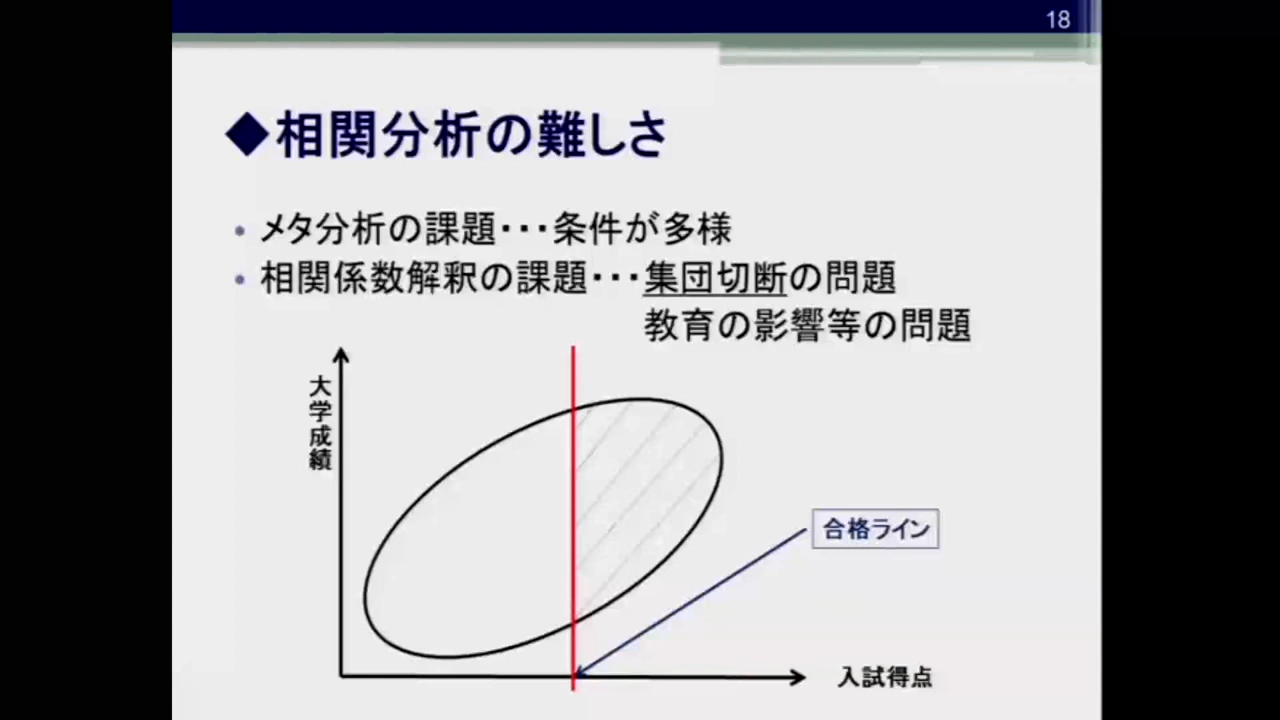 18
◆相関分析の難しさ
• メタ分析の課題・・・条件が多様
• 相関係数解釈の課題・・・集団切断の問題
教育の影響等の問題
大学成績
合格ライン
入試得点